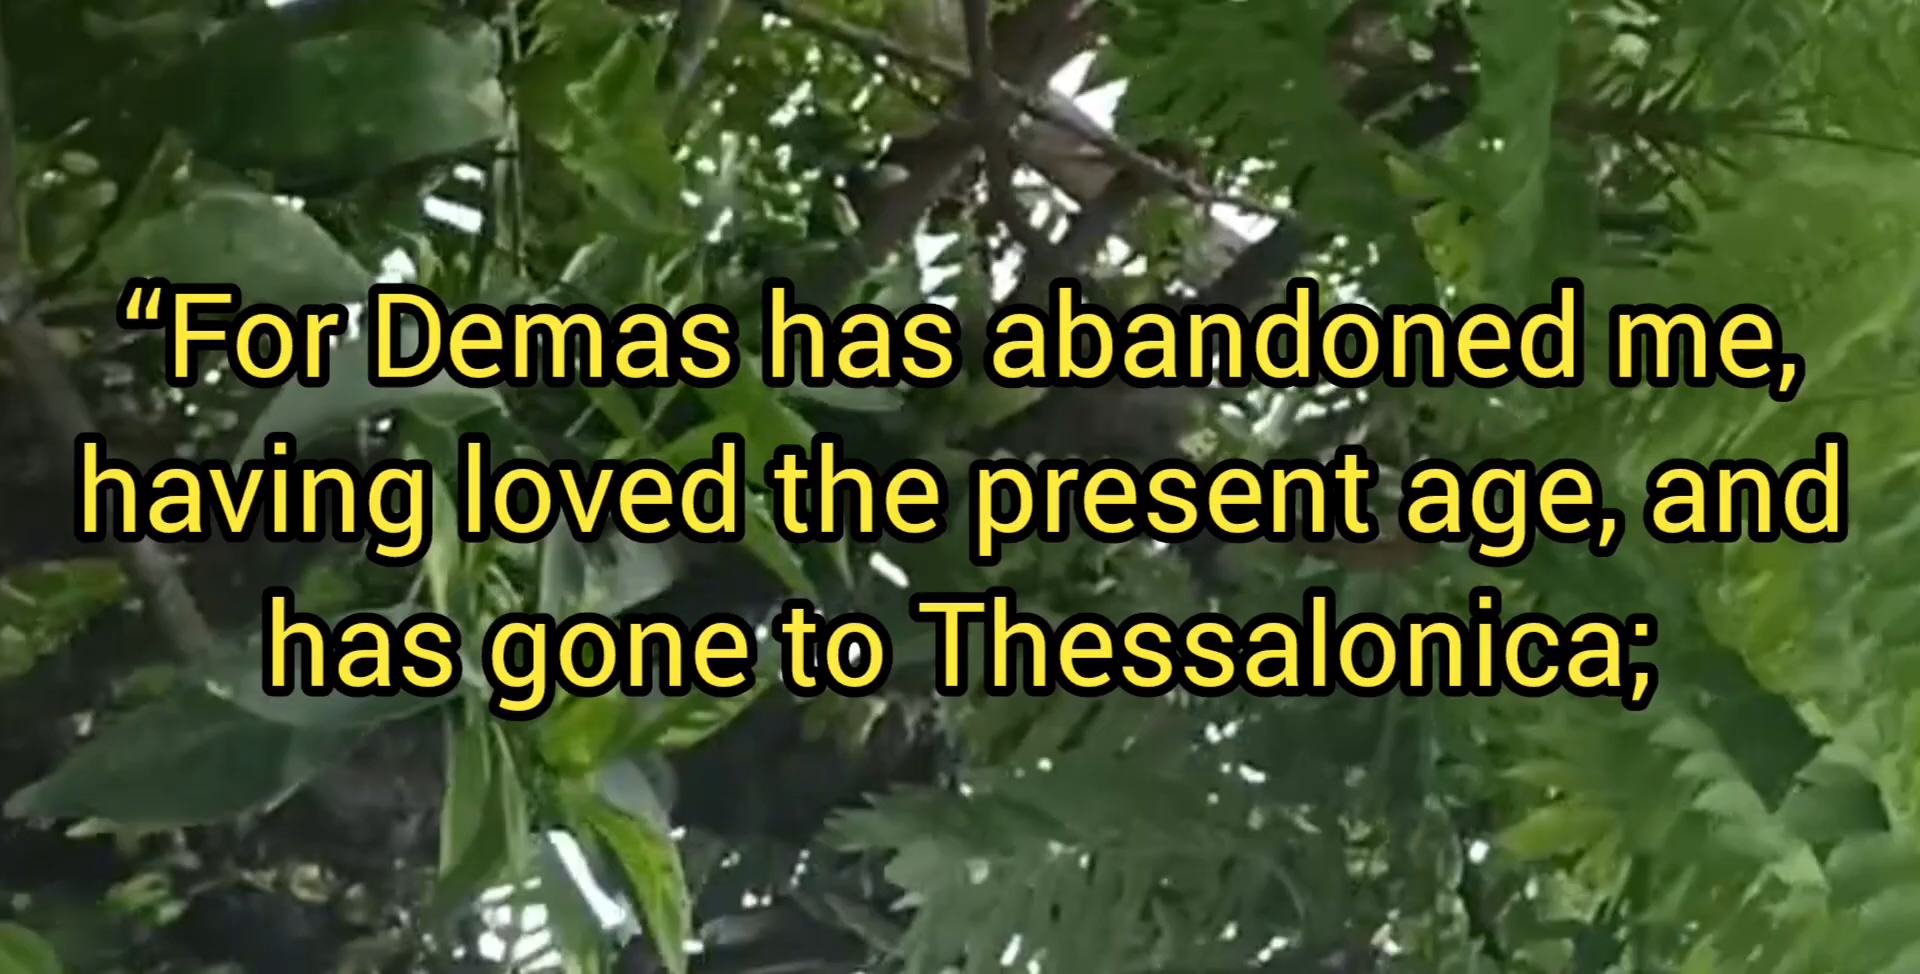 “For Demas has abandoned me,
having loved the present age, and
has gone to Thessalonica;